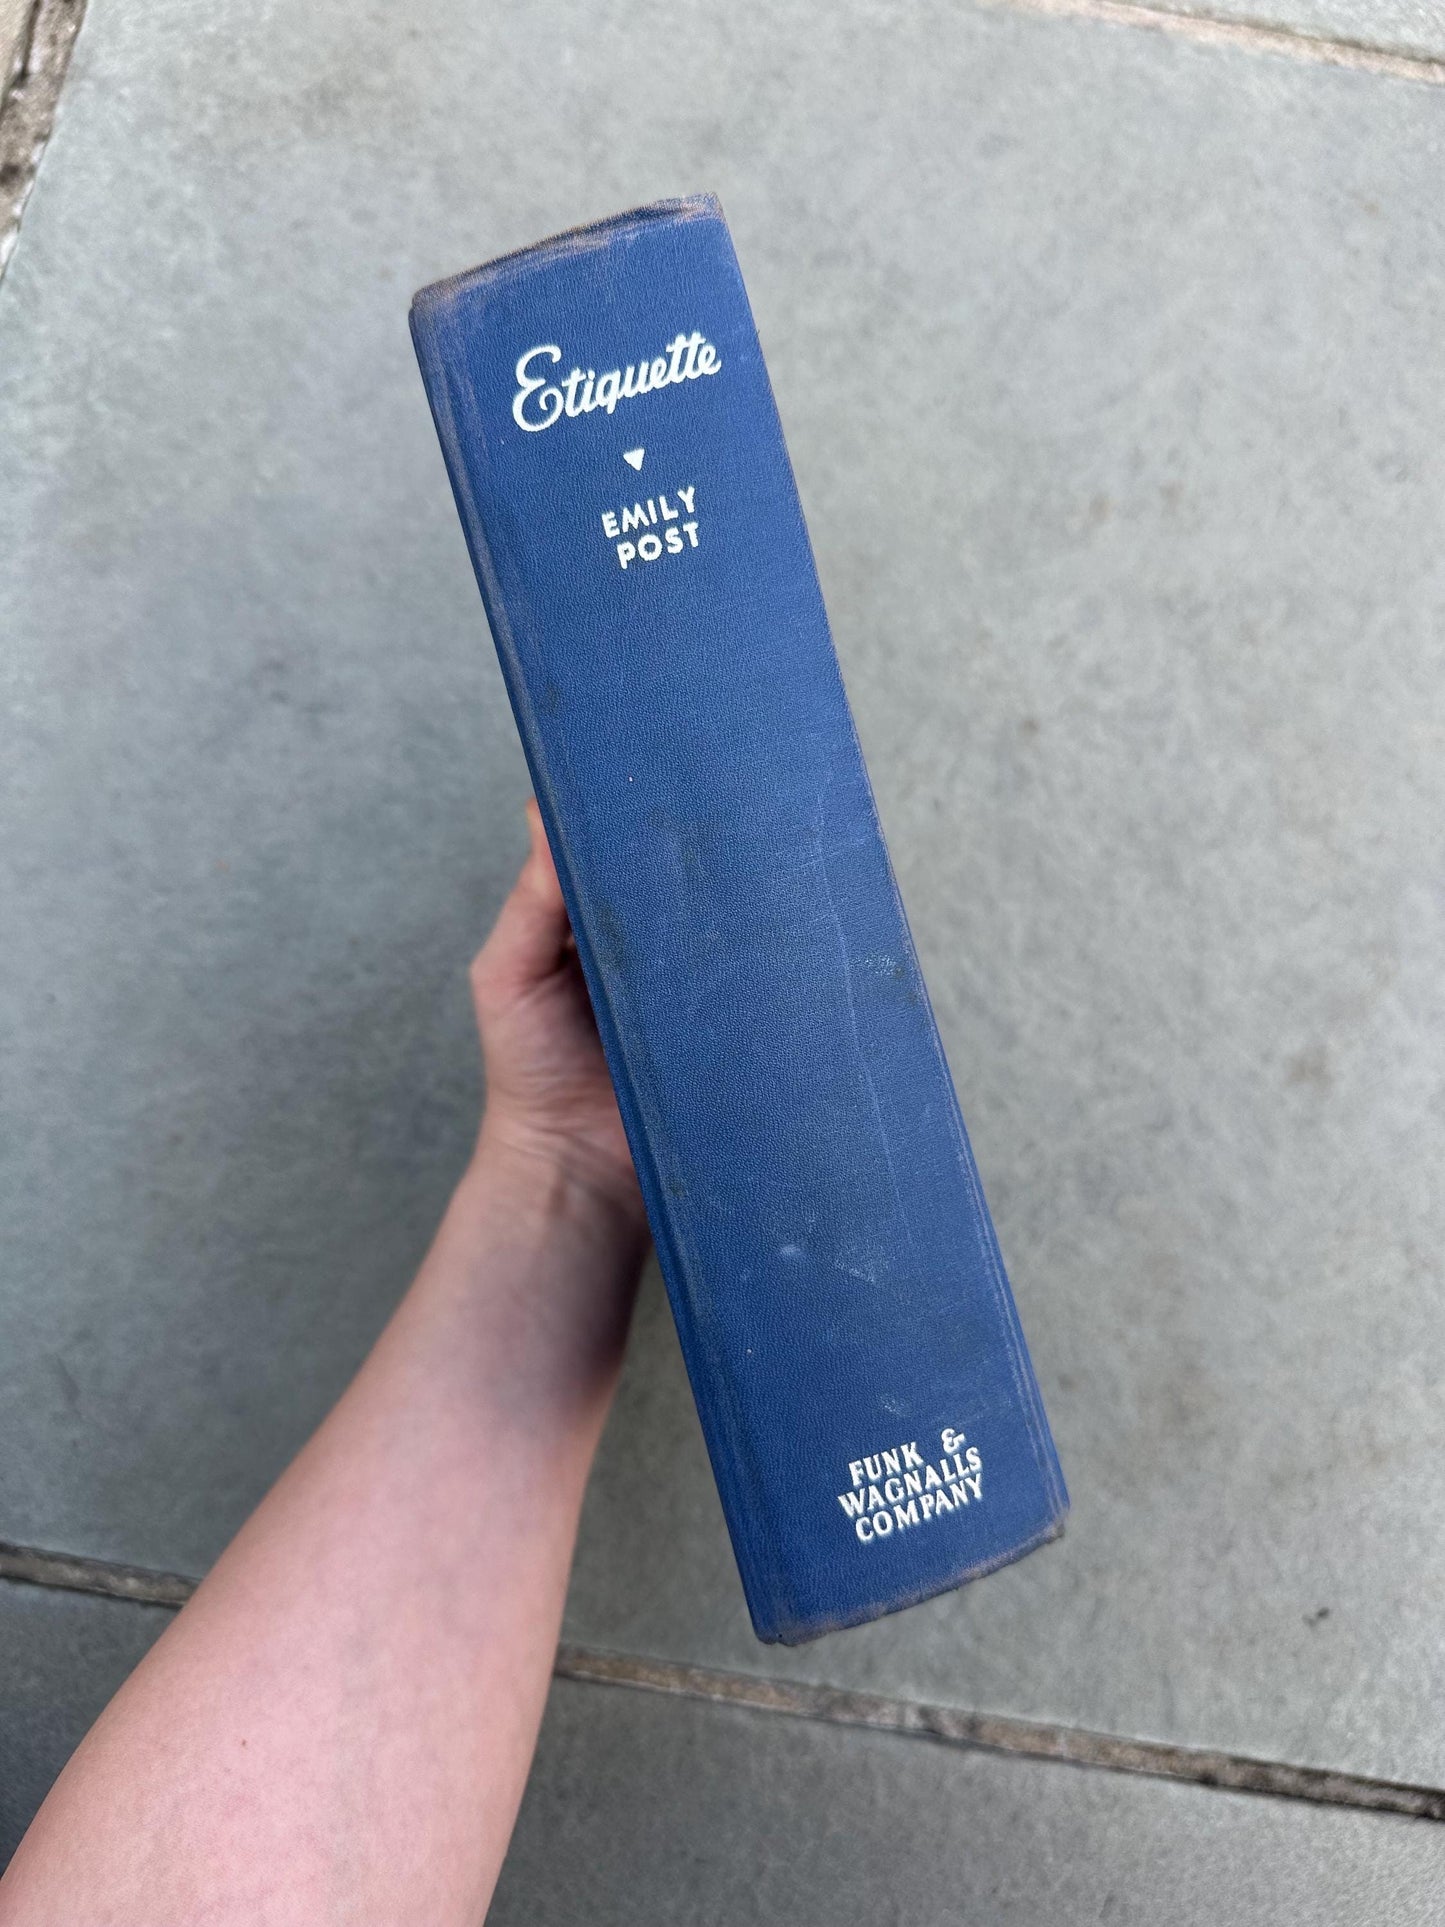 Etiquette
EMILY
POST
FUNK &
WAGNALLS
COMPANY